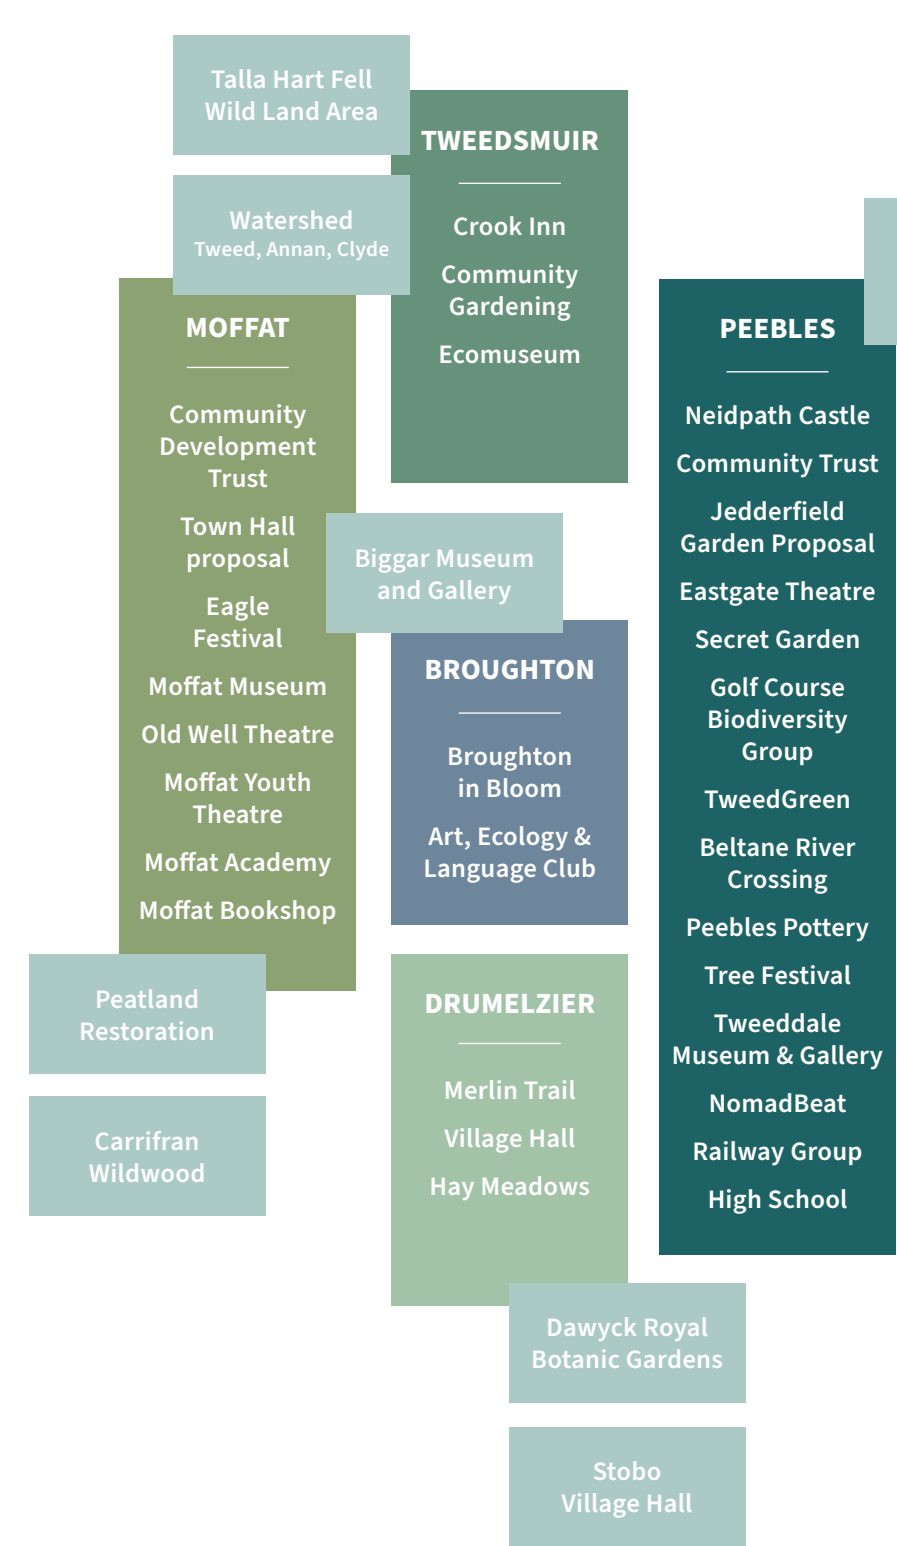 Talla Hart Fell
Wild Land Area
Watershed
Tweed, Annan, Clyde
TWEEDSMUIR
Crook Inn
Community
Gardening
Ecomuseum
MOFFAT
Community
Development
Trust
Town Hall
proposal
Eagle
Festival
Moffat Museum
Old Well Theatre
Moffat Youth
Theatre
Moffat Academy
Moffat Bookshop
Peatland
Restoration
Carrifran
Wildwood
Biggar Museum
and Gallery
BROUGHTON
Broughton
in Bloom
Art, Ecology &
Language Club
DRUMELZIER
Merlin Trail
Village Hall
Hay Meadows
Dawyck Royal
Botanic Gardens
Stobo
Village Hall
PEEBLES
Neidpath Castle
Community Trust
Jedderfield
Garden Proposal
Eastgate Theatre
Secret Garden
Golf Course
Biodiversity
Group
TweedGreen
Beltane River
Crossing
Peebles Pottery
Tree Festival
Tweeddale
Museum & Gallery
NomadBeat
Railway Group
High School